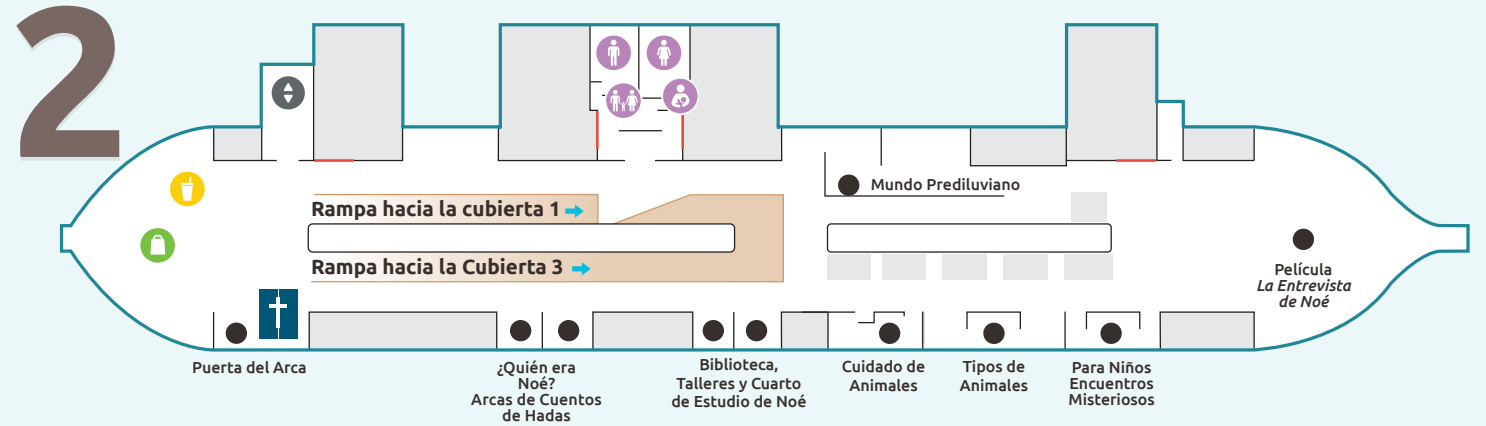 2
Mundo Prediluviano
Rampa hacia la cubierta 1
Rampa hacia la Cubierta 3
Película
La Entrevista
de Noé
Puerta del Arca
¿Quién era
Noé?
Arcas de Cuentos
de Hadas
Biblioteca,
Talleres y Cuarto
de Estudio de Noé
Cuidado de
Animales
Tipos de
Animales
Para Niños
Encuentros
Misteriosos